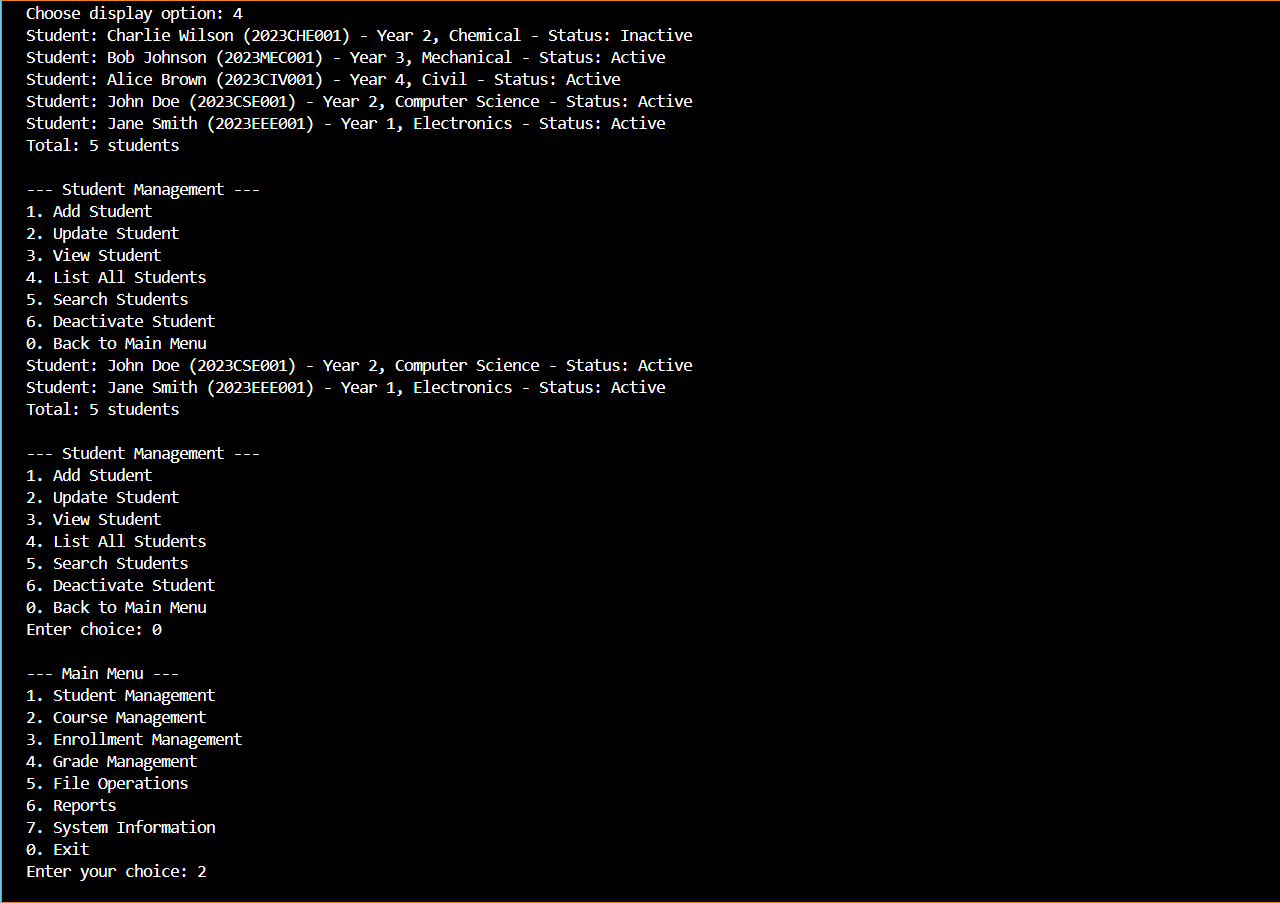 Choose display option: 4
Student: Charlie Wilson (2023CHE001) - Year 2, Chemical - Status: Inactive
Student: Bob Johnson (2023MEC001) - Year 3, Mechanical - Status: Active
Student: Alice Brown (2023CIV001) - Year 4, Civil - Status: Active
Student: John Doe (2023CSE001) - Year 2, Computer Science - Status: Active
Student: Jane Smith (2023EEE001) - Year 1, Electronics - Status: Active
Total: 5 students

--- Student Management ---
1. Add Student
2. Update Student
3. View Student
4. List All Students
5. Search Students
6. Deactivate Student
0. Back to Main Menu
Student: John Doe (2023CSE001) - Year 2, Computer Science - Status: Active
Student: Jane Smith (2023EEE001) - Year 1, Electronics - Status: Active
Total: 5 students

--- Student Management ---
1. Add Student
2. Update Student
3. View Student
4. List All Students
5. Search Students
6. Deactivate Student
0. Back to Main Menu
Enter choice: 0

--- Main Menu ---
1. Student Management
2. Course Management
3. Enrollment Management
4. Grade Management
5. File Operations
6. Reports
7. System Information
0. Exit
Enter your choice: 2